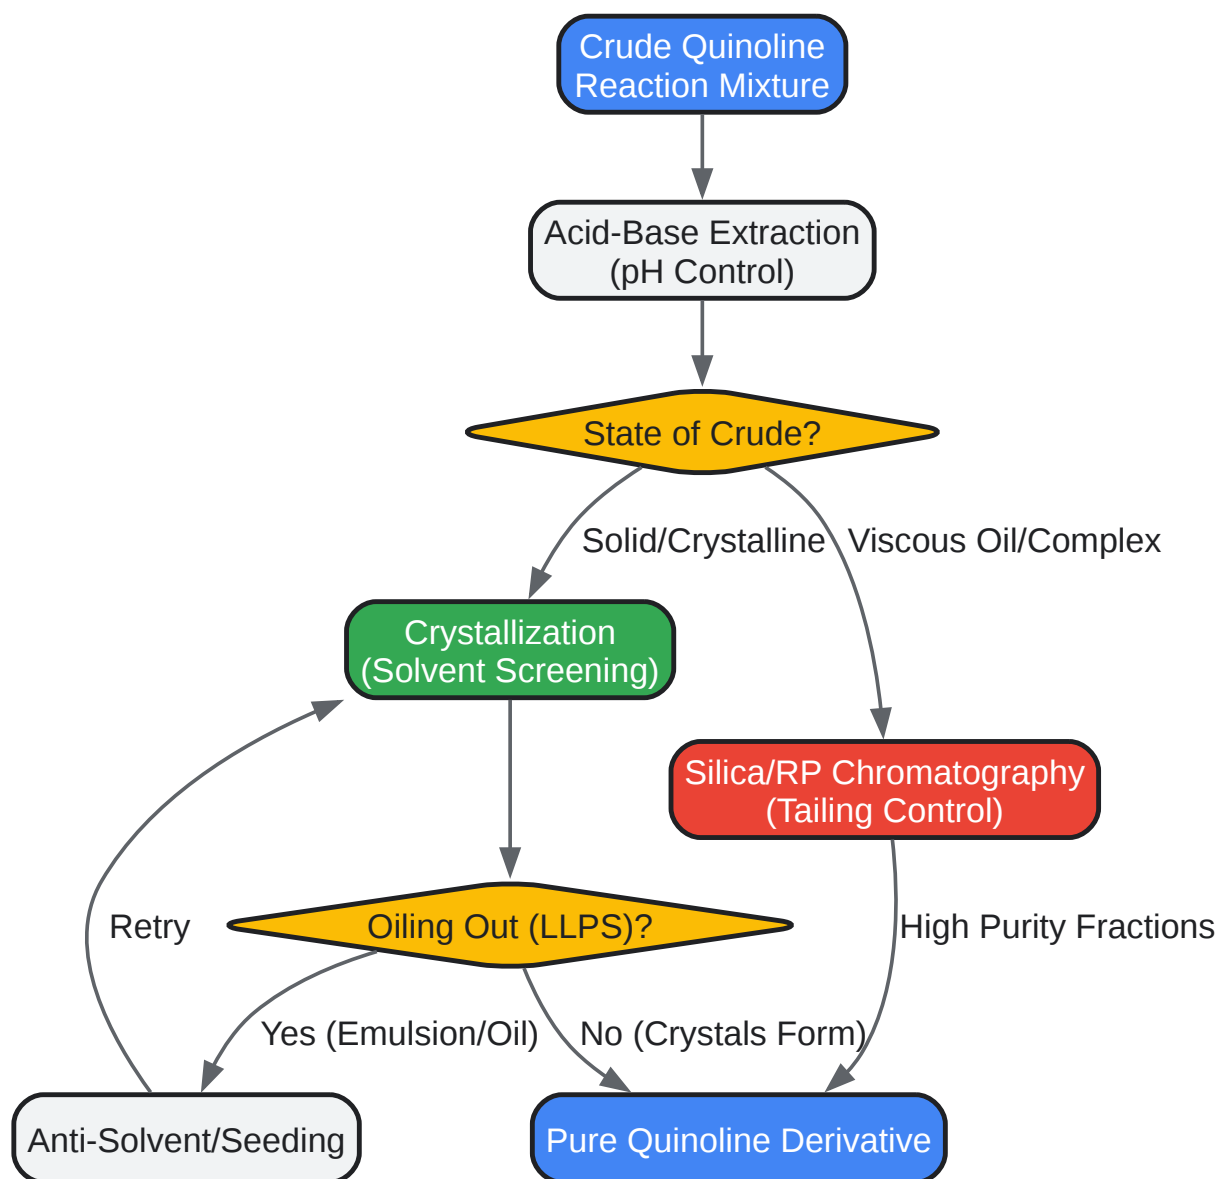 Crude Quinoline
Reaction Mixture
Acid-Base Extraction
(pH Control)
State of Crude?
Solid/Crystalline
Viscous Oil/Complex
Crystallization
(Solvent Screening)
Silica/RP Chromatography
(Tailing Control)
Retry
Oiling Out (LLPS)?
High Purity Fractions
Yes (Emulsion/Oil)
No (Crystals Form)
Anti-Solvent/Seeding
Pure Quinoline Derivative